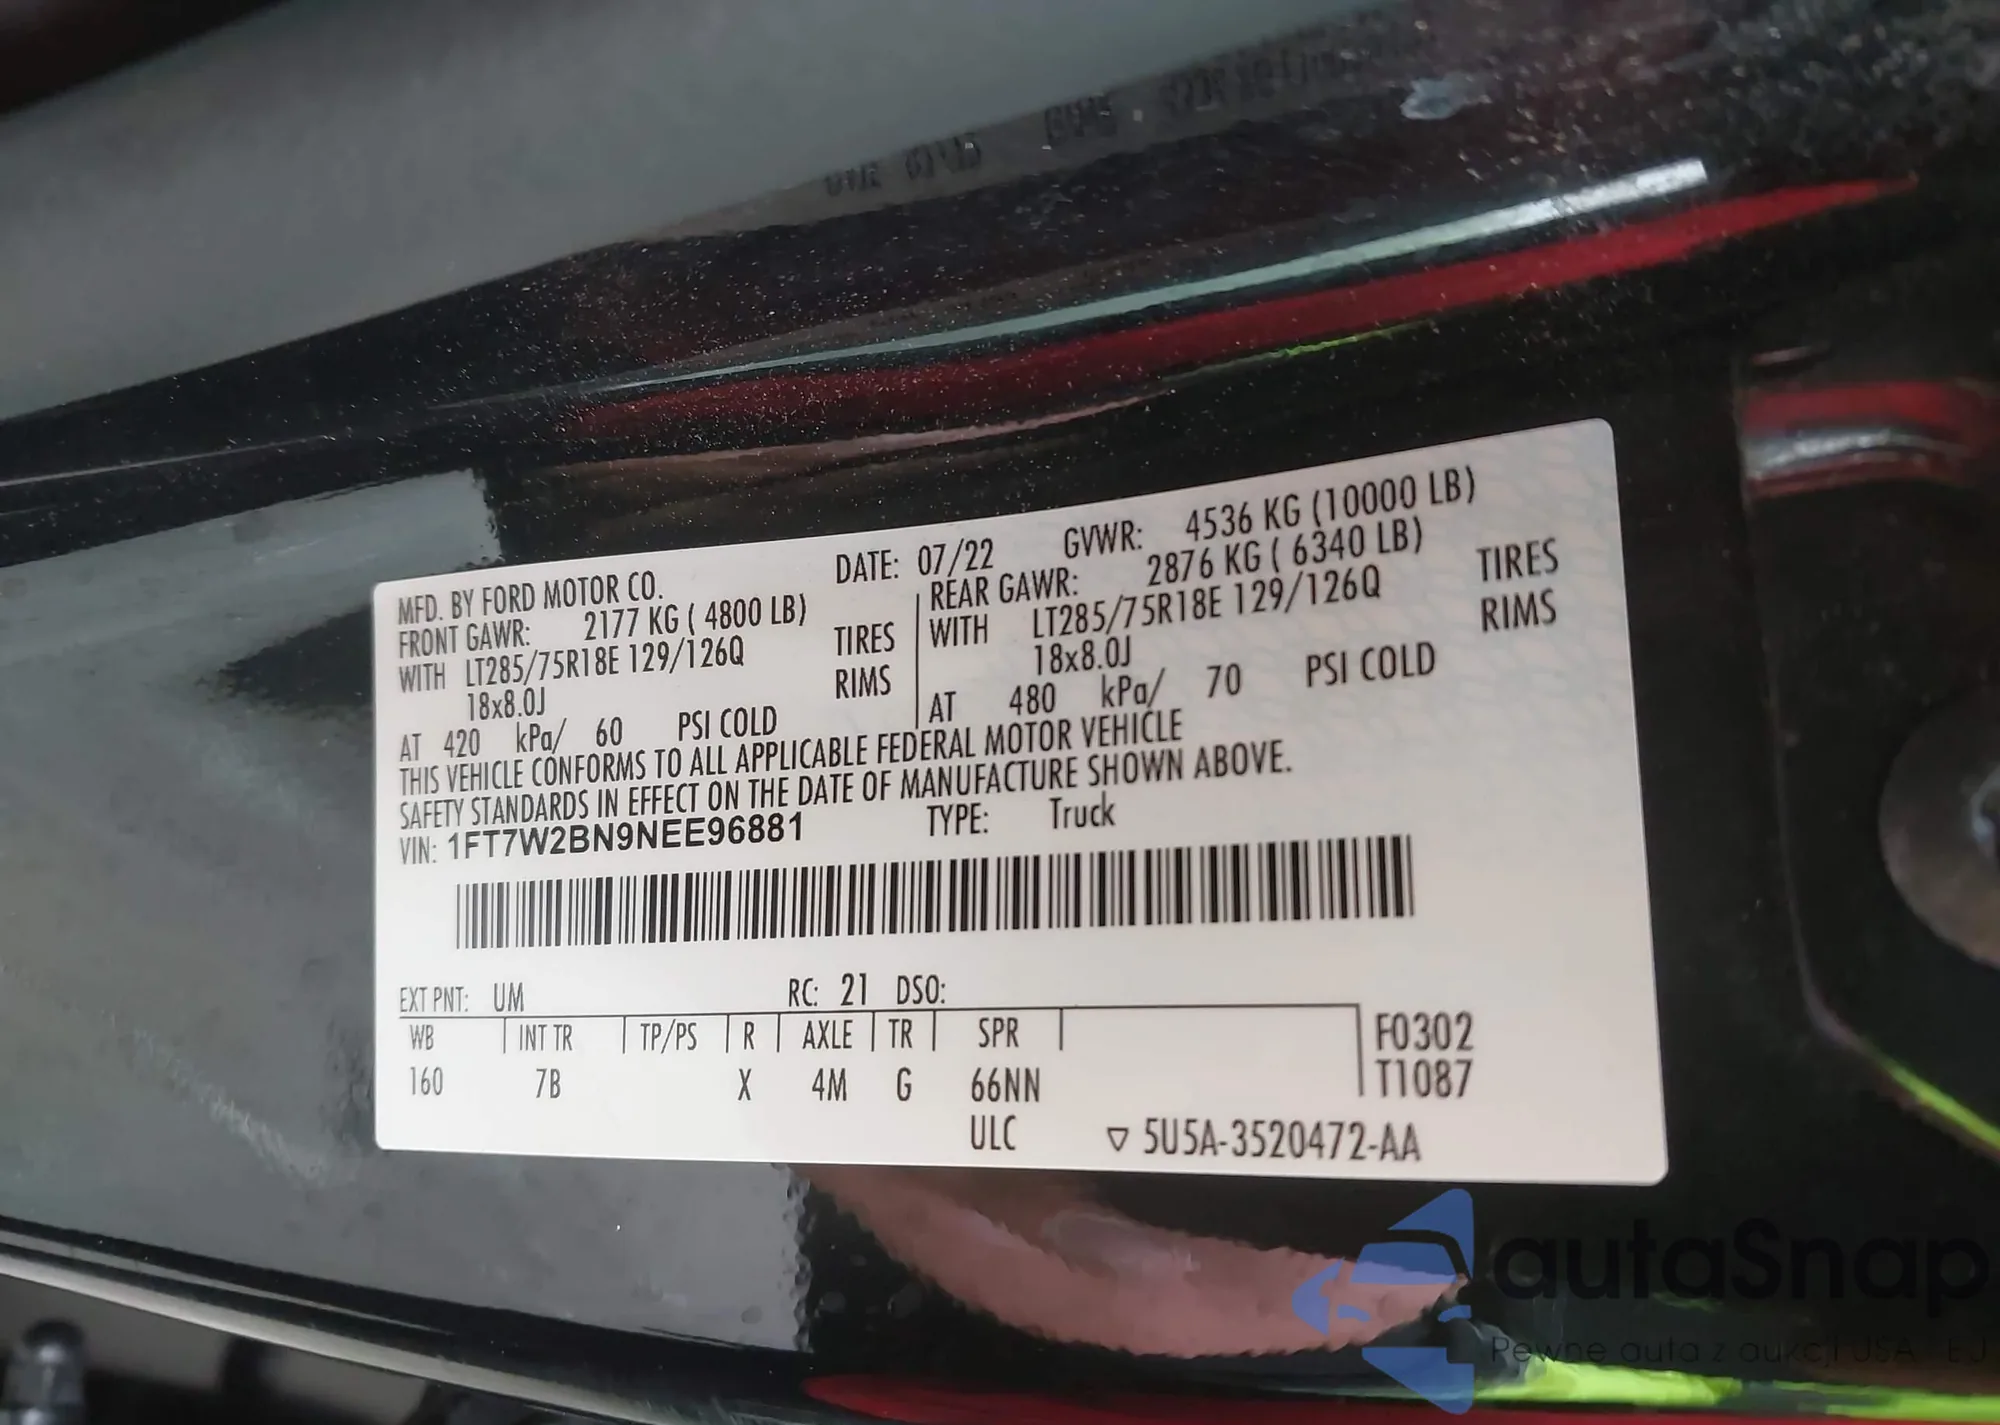 MFD. BY FORD MOTOR CO. DATE: 07/22 GVWR: 4536 KG (10000 LB)
FRONT GAWR: 2177 KG ( 4800 LB) REAR GAWR: 2876 KG ( 6340 LB)
WITH LT285/75R18E 129/126Q TIRES WITH LT285/75R18E 129/126Q TIRES
18x8.0J RIMS 18x8.0J RIMS
AT 420 kPa/ 60 PSI COLD AT 480 kPa/ 70 PSI COLD
THIS VEHICLE CONFORMS TO ALL APPLICABLE FEDERAL MOTOR VEHICLE
SAFETY STANDARDS IN EFFECT ON THE DATE OF MANUFACTURE SHOWN ABOVE.
VIN: 1FT7W2BN9NEE96881 TYPE: Truck
EXT PNT: UM RC: 21 DSO:
WB INT TR TP/PS R AXLE TR SPR F0302
160 7B X 4M G 66NN T1087
ULC ▽ 5U5A-3520472-AA
autaSnap
Pewne auta z aukcji USA EJ